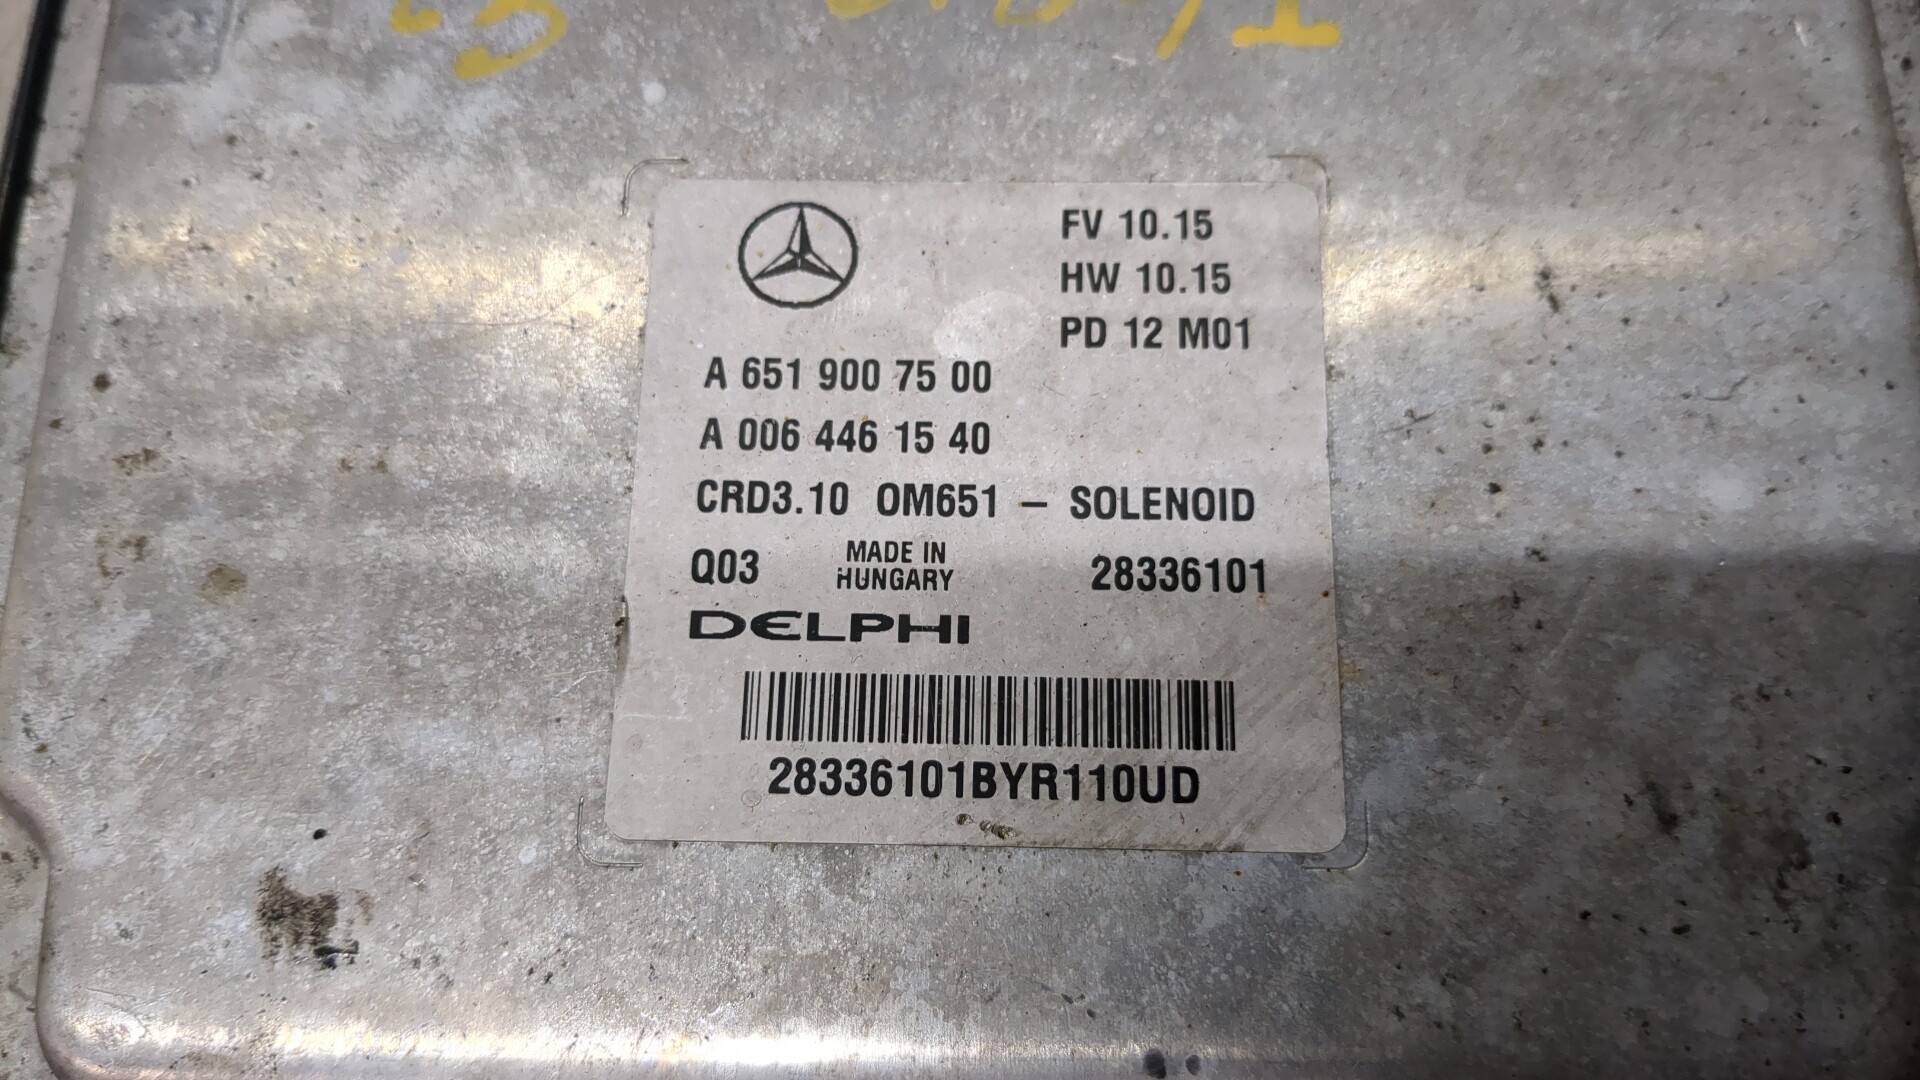 FV 10.15
HW 10.15
PD 12 M01
A 651 900 75 00
A 006 446 15 40
CRD3.10 OM651 – SOLENOID
Q03 MADE IN HUNGARY 28336101
DELPHI
28336101BYR110UD